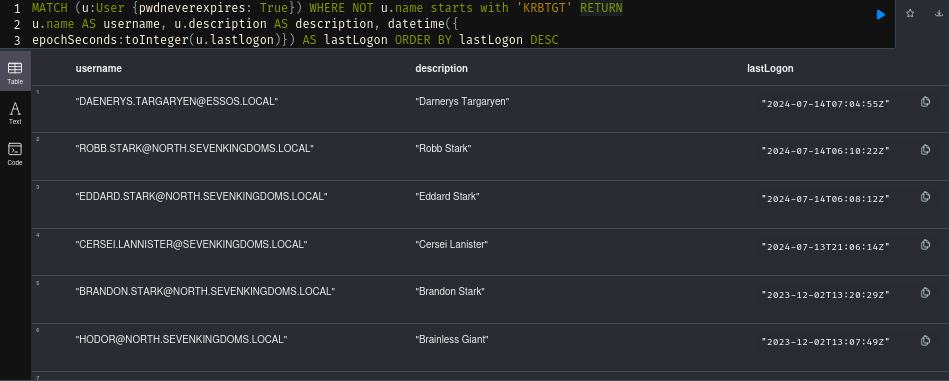 1 MATCH (u:User {pwdneverexpires: True}) WHERE NOT u.name starts with 'KRBTGT' RETURN
2 u.name AS username, u.description AS description, datetime({
3 epochSeconds:toInteger(u.lastlogon)}) AS lastLogon ORDER BY lastLogon DESC
Table
Text
Code
username description lastLogon
1 "DAENERYS.TARGARYEN@ESSOS.LOCAL" "Darnerys Targaryen" "2024-07-14T07:04:55Z"
2 "ROBB.STARK@NORTH.SEVENKINGDOMS.LOCAL" "Robb Stark" "2024-07-14T06:10:22Z"
3 "EDDARD.STARK@NORTH.SEVENKINGDOMS.LOCAL" "Eddard Stark" "2024-07-14T06:08:12Z"
4 "CERSEI.LANNISTER@SEVENKINGDOMS.LOCAL" "Cersei Lanister" "2024-07-13T21:06:14Z"
5 "BRANDON.STARK@NORTH.SEVENKINGDOMS.LOCAL" "Brandon Stark" "2023-12-02T13:20:29Z"
6 "HODOR@NORTH.SEVENKINGDOMS.LOCAL" "Brainless Giant" "2023-12-02T13:07:49Z"
7